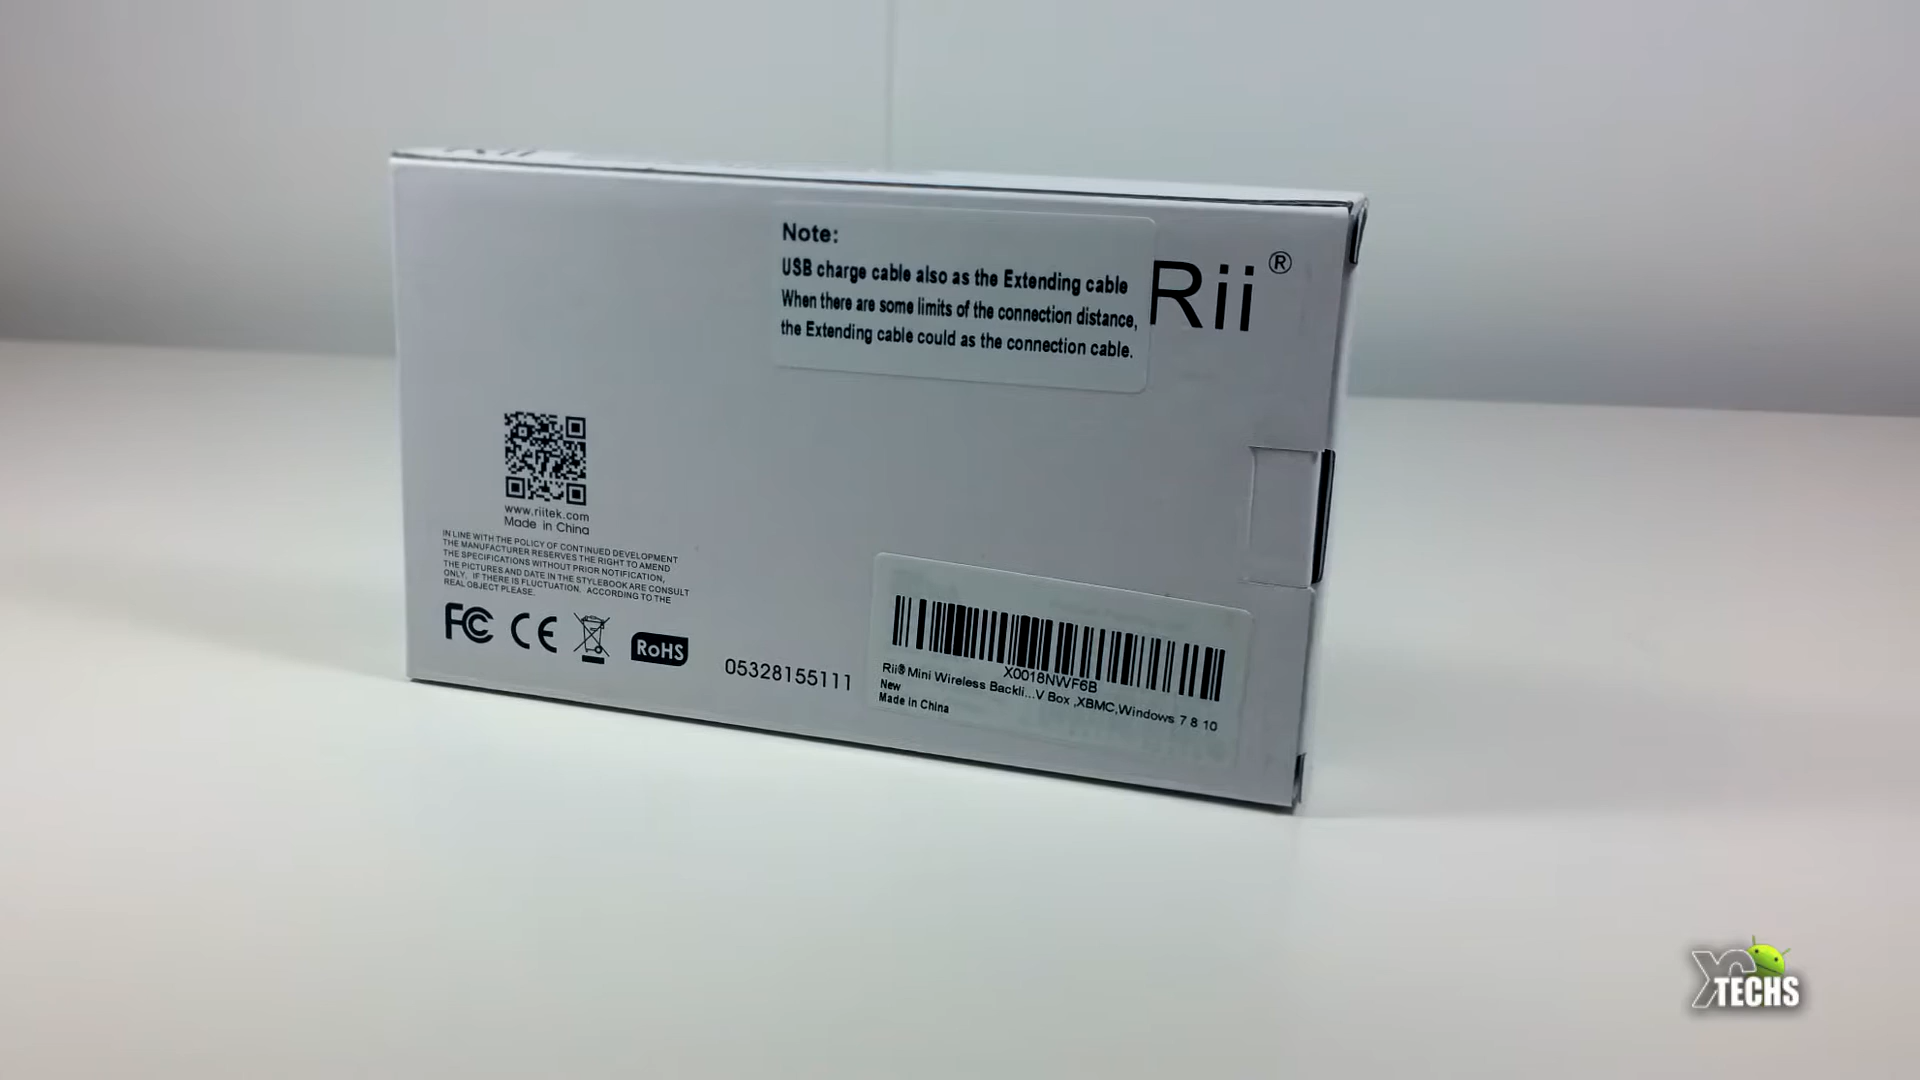 Rii
Note:
USB charge cable also as the Extending cable
When there are some limits of the connection distance,
the Extending cable could as the connection cable.
Rii®
www.riitek.com
Made in China
IN LINE WITH THE POLICY OF CONTINUED DEVELOPMENT
THE MANUFACTURER RESERVES THE RIGHT TO AMEND
THE SPECIFICATIONS WITHOUT PRIOR NOTIFICATION,
THE PICTURES AND DATE IN THE STYLEBOOK ARE CONSULT
ONLY. IF THERE IS FLUCTUATION, ACCORDING TO THE
REAL OBJECT PLEASE.
FC CE RoHS
05328155111
X0018NWF6B
Rii® Mini Wireless Backli...V Box ,XBMC,Windows 7 8 10
New
Made in China
XTECHS